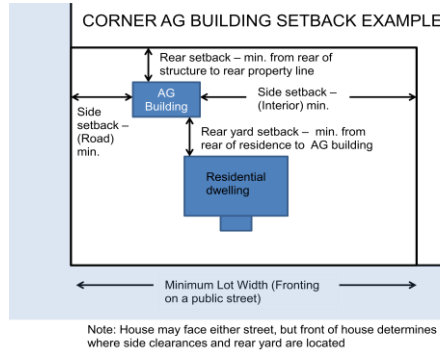 CORNER AG BUILDING SETBACK EXAMPLE
Rear setback – min. from rear of
structure to rear property line
AG
Building
Side setback –
(Interior) min.
Side
setback –
(Road)
min.
Rear yard setback – min. from
rear of residence to AG building
Residential
dwelling
Minimum Lot Width (Fronting
on a public street)
Note: House may face either street, but front of house determines
where side clearances and rear yard are located